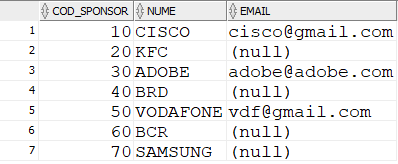 COD_SPONSOR NUME EMAIL
1 10 CISCO cisco@gmail.com
2 20 KFC (null)
3 30 ADOBE adobe@adobe.com
4 40 BRD (null)
5 50 VODAFONE vdf@gmail.com
6 60 BCR (null)
7 70 SAMSUNG (null)